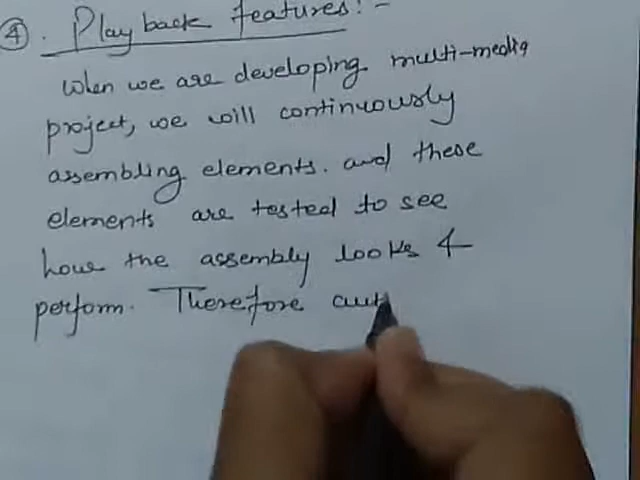 ④. Play back features:-
When we are developing multi-media
project, we will continuously
assembling elements. and these
elements are tested to see
how the assembly looks &
perform. Therefore aut